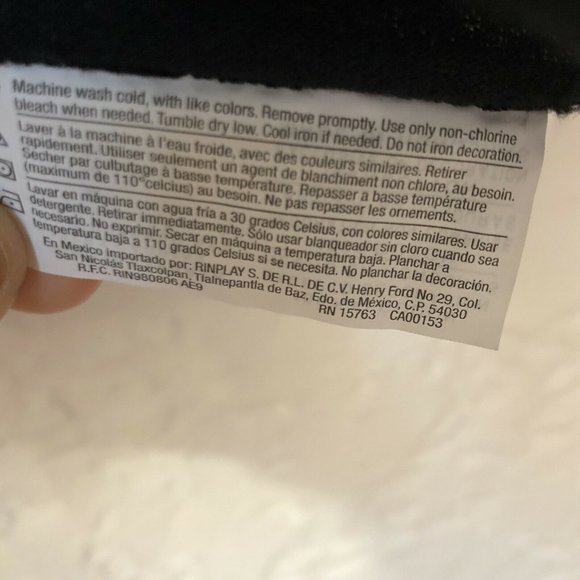 Machine wash cold, with like colors. Remove promptly. Use only non-chlorine
bleach when needed. Tumble dry low. Cool iron if needed. Do not iron decoration.
Laver à la machine à l'eau froide, avec des couleurs similaires. Retirer
rapidement. Utiliser seulement un agent de blanchiment non chlore, au besoin.
Sécher par culbutage à basse température. Repasser a basse température
(maximum de 110°celcius) au besoin. Ne pas repasser les ornements.
Lavar en máquina con agua fría a 30 grados Celsius, con colores similares. Usar
detergente. Retirar immediatamente. Sólo usar blanqueador sin cloro cuando sea
necesario. No exprimir. Secar en máquina a temperatura baja. Planchar a
temperatura baja a 110 grados Celsius si se necesita. No planchar la decoración.
En Mexico importado por: RINPLAY S. DE R.L. DE C.V. Henry Ford No 29, Col.
San Nicolás Tlaxcolpan, Tlalnepantla de Baz, Edo. de México, C.P. 54030
R.F.C. RIN980806 AE9
RN 15763 CA00153